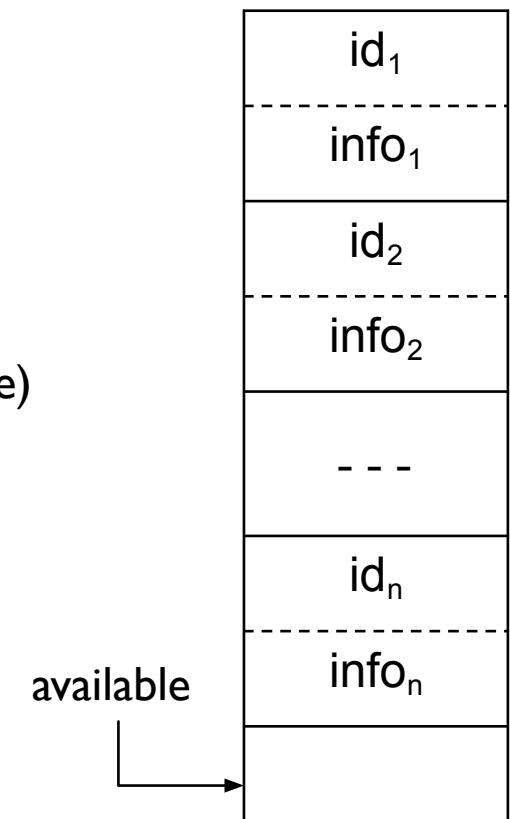 id₁
info₁
id₂
info₂
e)
- - -
idₙ
infoₙ
available